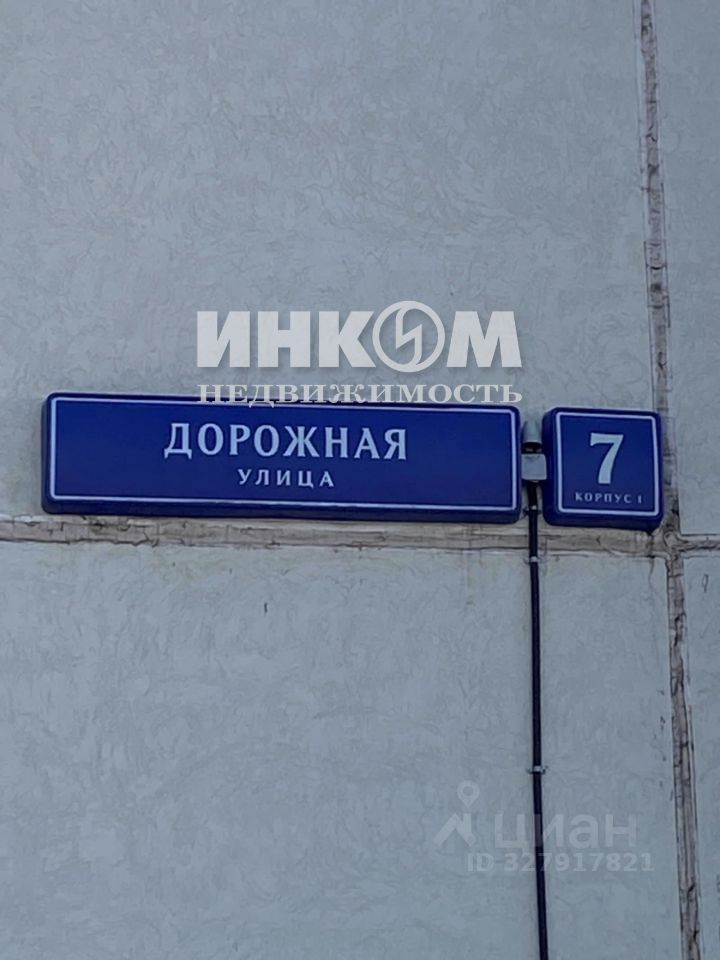 ИНКОМ
НЕДВИЖИМОСТЬ
ДОРОЖНАЯ
УЛИЦА
7
КОРПУС 1
циан
ID 327917821